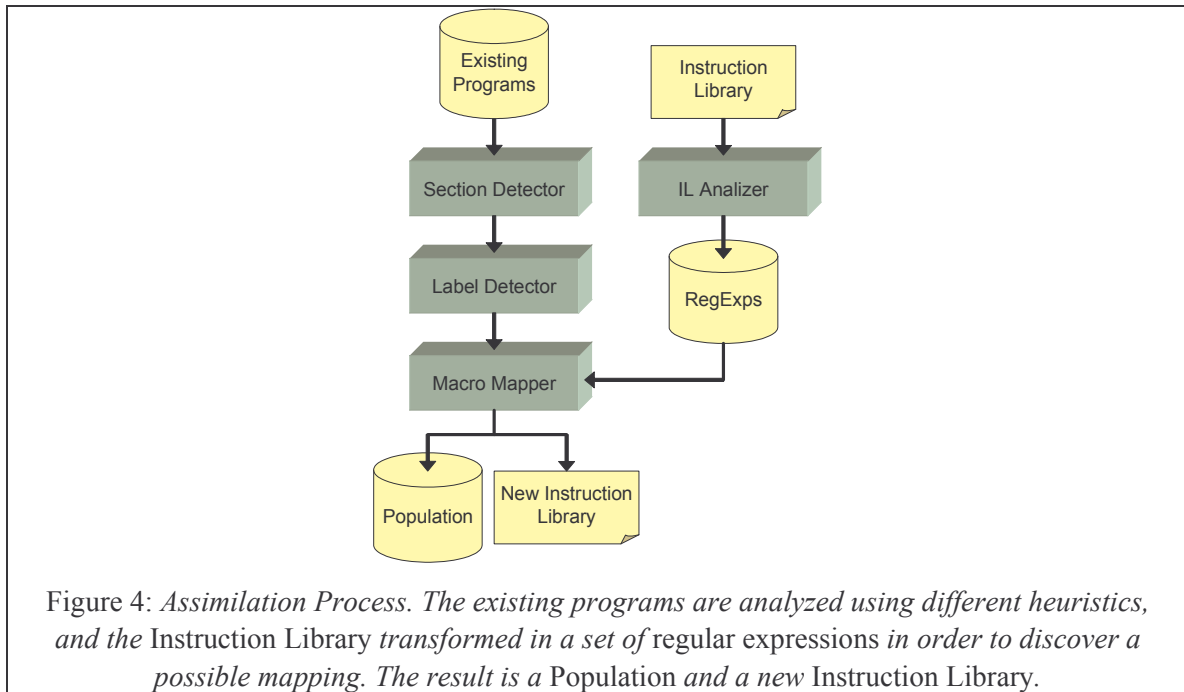 Existing
Programs
Instruction
Library
Section Detector
IL Analizer
Label Detector
RegExps
Macro Mapper
Population
New Instruction
Library
Figure 4: Assimilation Process. The existing programs are analyzed using different heuristics,
and the Instruction Library transformed in a set of regular expressions in order to discover a
possible mapping. The result is a Population and a new Instruction Library.